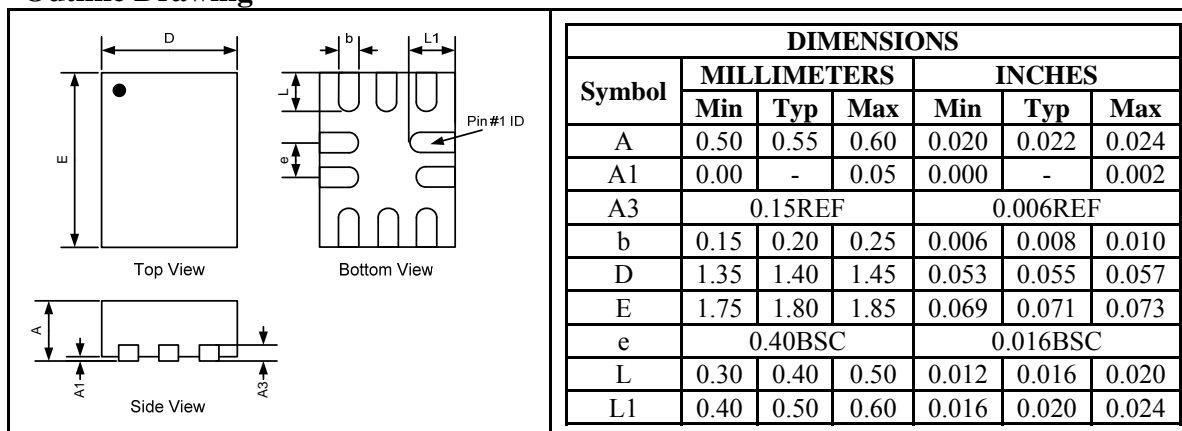 D
E
Top View
b
L1
L
e
Pin #1 ID
Bottom View
A
A1
A3
Side View
DIMENSIONS
Symbol MILLIMETERS INCHES
Min Typ Max Min Typ Max
A 0.50 0.55 0.60 0.020 0.022 0.024
A1 0.00 - 0.05 0.000 - 0.002
A3 0.15REF 0.006REF
b 0.15 0.20 0.25 0.006 0.008 0.010
D 1.35 1.40 1.45 0.053 0.055 0.057
E 1.75 1.80 1.85 0.069 0.071 0.073
e 0.40BSC 0.016BSC
L 0.30 0.40 0.50 0.012 0.016 0.020
L1 0.40 0.50 0.60 0.016 0.020 0.024